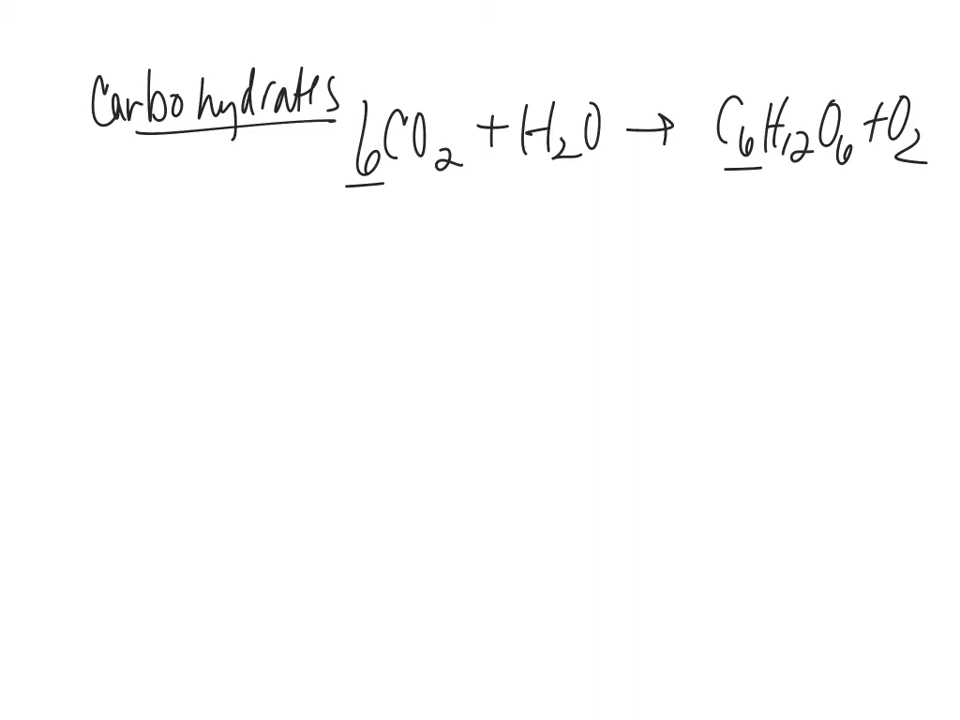 Carbohydrates 6CO₂ + H₂O → C₆H₁₂O₆ + O₂